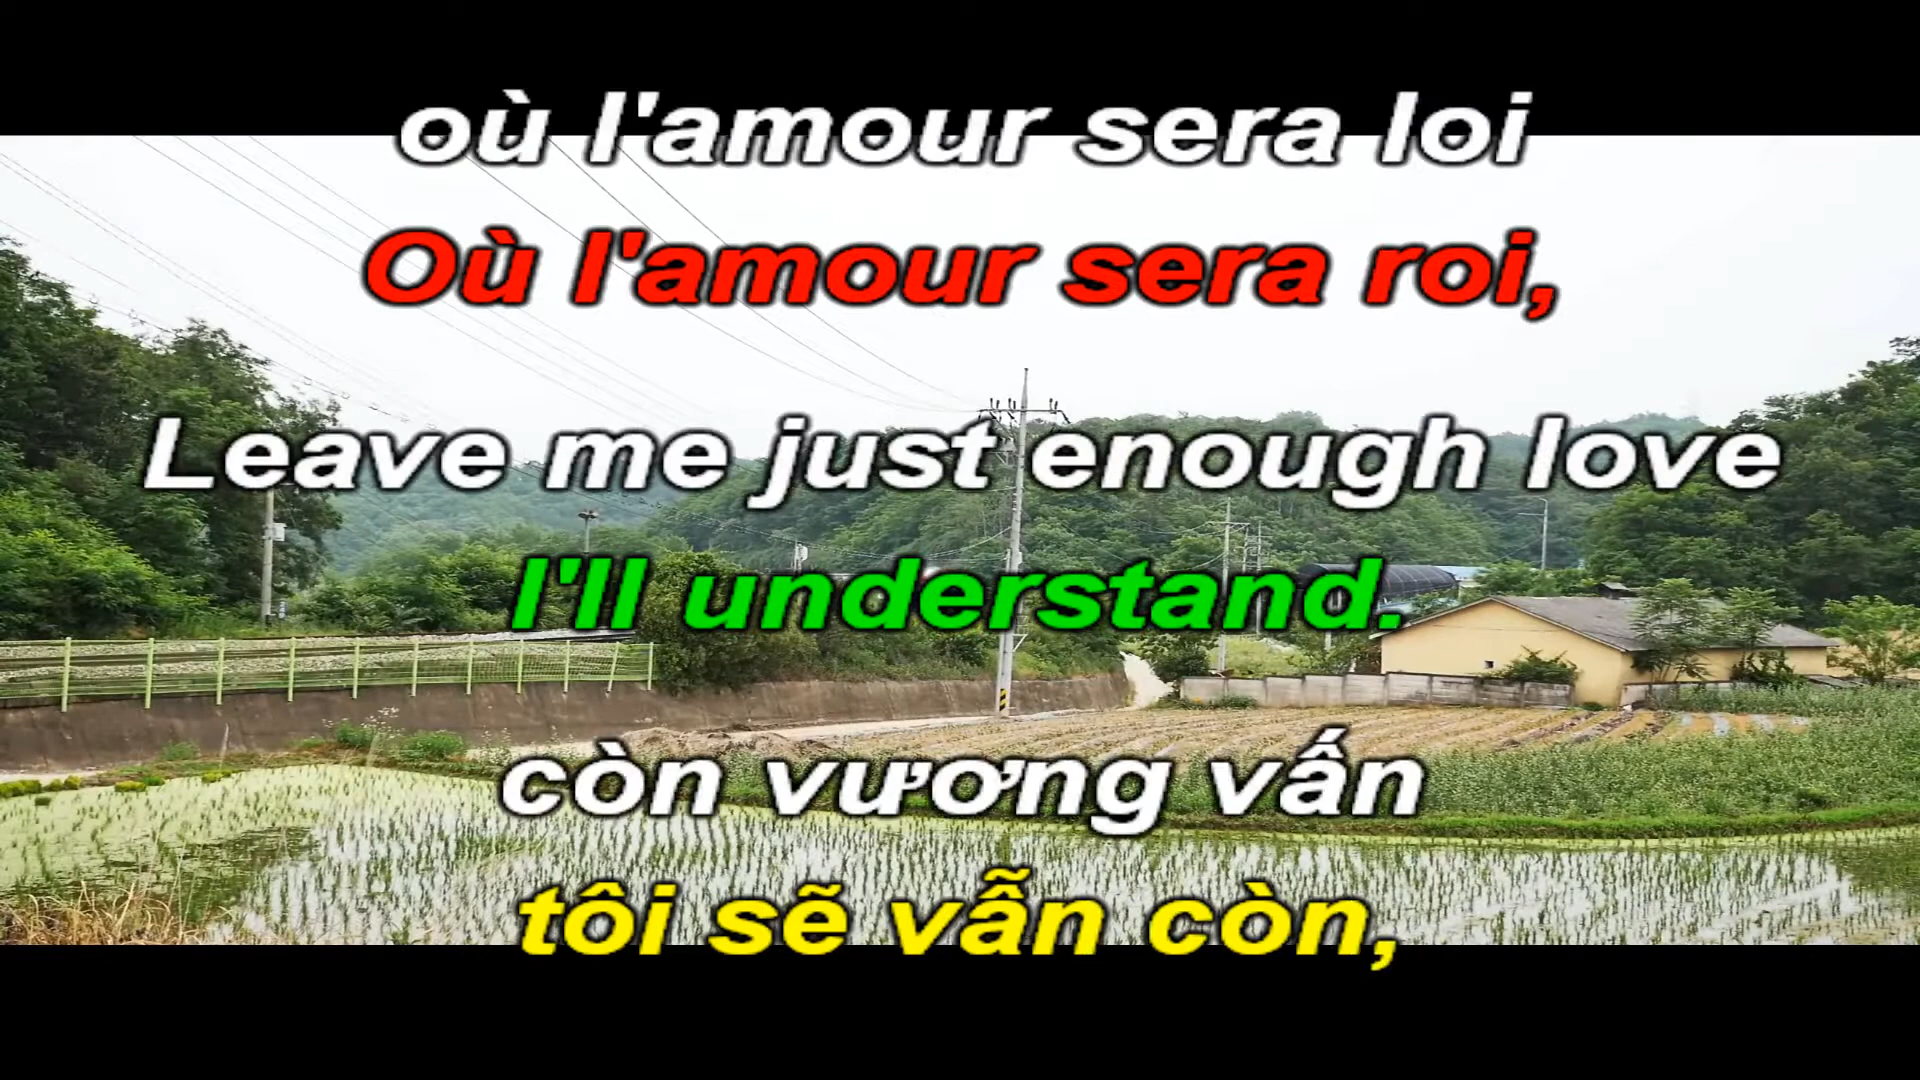 où l'amour sera loi
Où l'amour sera roi,
Leave me just enough love
I'll understand.
còn vương vấn
tôi sẽ vẫn còn,